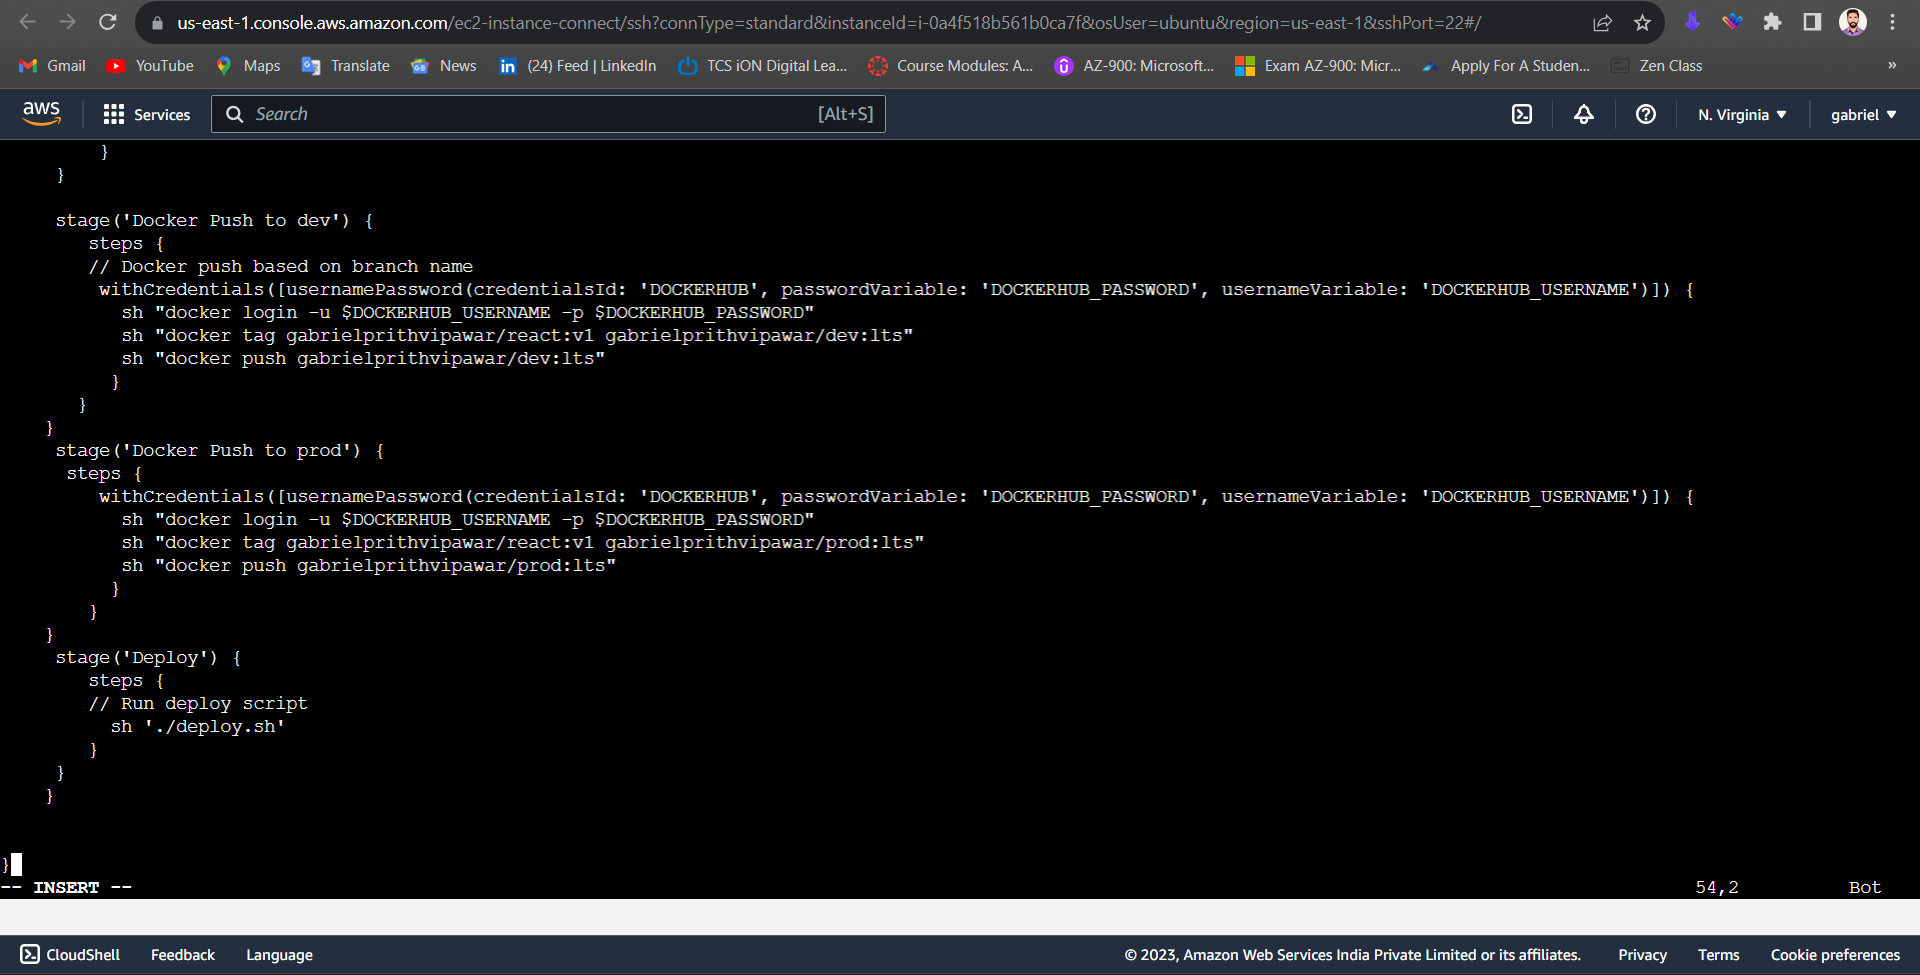 us-east-1.console.aws.amazon.com/ec2-instance-connect/ssh?connType=standard&instanceId=i-0a4f518b561b0ca7f&osUser=ubuntu&region=us-east-1&sshPort=22#/
Gmail YouTube Maps Translate News (24) Feed | LinkedIn TCS iON Digital Lea... Course Modules: A... AZ-900: Microsoft... Exam AZ-900: Micr... Apply For A Studen... Zen Class »
aws Services Search [Alt+S] N. Virginia ▼ gabriel ▼
}
}
stage('Docker Push to dev') {
steps {
// Docker push based on branch name
withCredentials([usernamePassword(credentialsId: 'DOCKERHUB', passwordVariable: 'DOCKERHUB_PASSWORD', usernameVariable: 'DOCKERHUB_USERNAME')]) {
sh "docker login -u $DOCKERHUB_USERNAME -p $DOCKERHUB_PASSWORD"
sh "docker tag gabrielprithvipawar/react:v1 gabrielprithvipawar/dev:lts"
sh "docker push gabrielprithvipawar/dev:lts"
}
}
}
stage('Docker Push to prod') {
steps {
withCredentials([usernamePassword(credentialsId: 'DOCKERHUB', passwordVariable: 'DOCKERHUB_PASSWORD', usernameVariable: 'DOCKERHUB_USERNAME')]) {
sh "docker login -u $DOCKERHUB_USERNAME -p $DOCKERHUB_PASSWORD"
sh "docker tag gabrielprithvipawar/react:v1 gabrielprithvipawar/prod:lts"
sh "docker push gabrielprithvipawar/prod:lts"
}
}
}
stage('Deploy') {
steps {
// Run deploy script
sh './deploy.sh'
}
}
}
}
-- INSERT -- 54,2 Bot
CloudShell Feedback Language © 2023, Amazon Web Services India Private Limited or its affiliates. Privacy Terms Cookie preferences